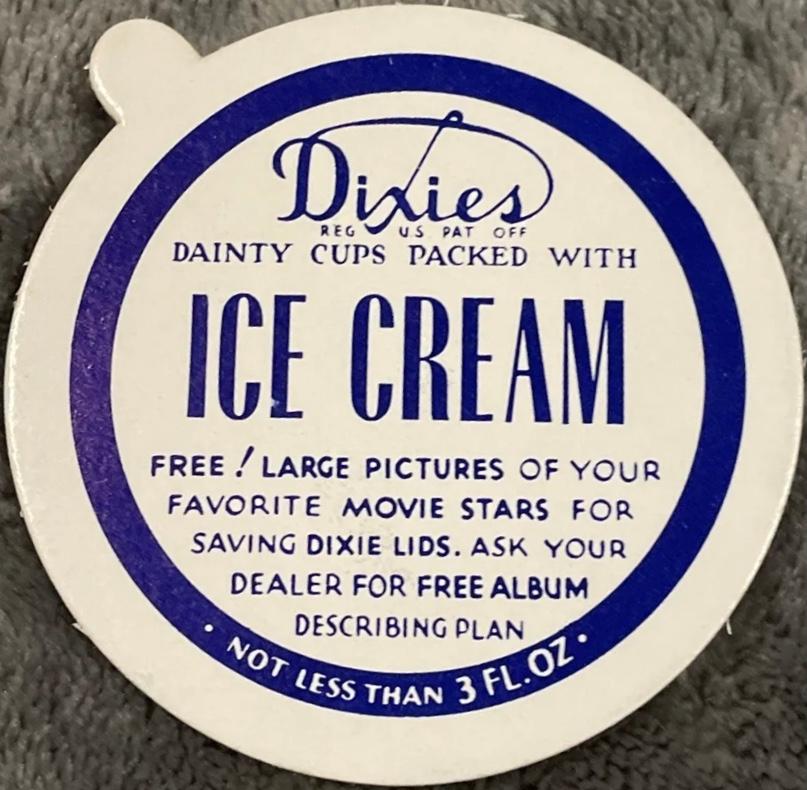 Dixies
REG U.S. PAT OFF
DAINTY CUPS PACKED WITH
ICE CREAM
FREE! LARGE PICTURES OF YOUR
FAVORITE MOVIE STARS FOR
SAVING DIXIE LIDS. ASK YOUR
DEALER FOR FREE ALBUM
DESCRIBING PLAN
• NOT LESS THAN 3 FL.OZ •